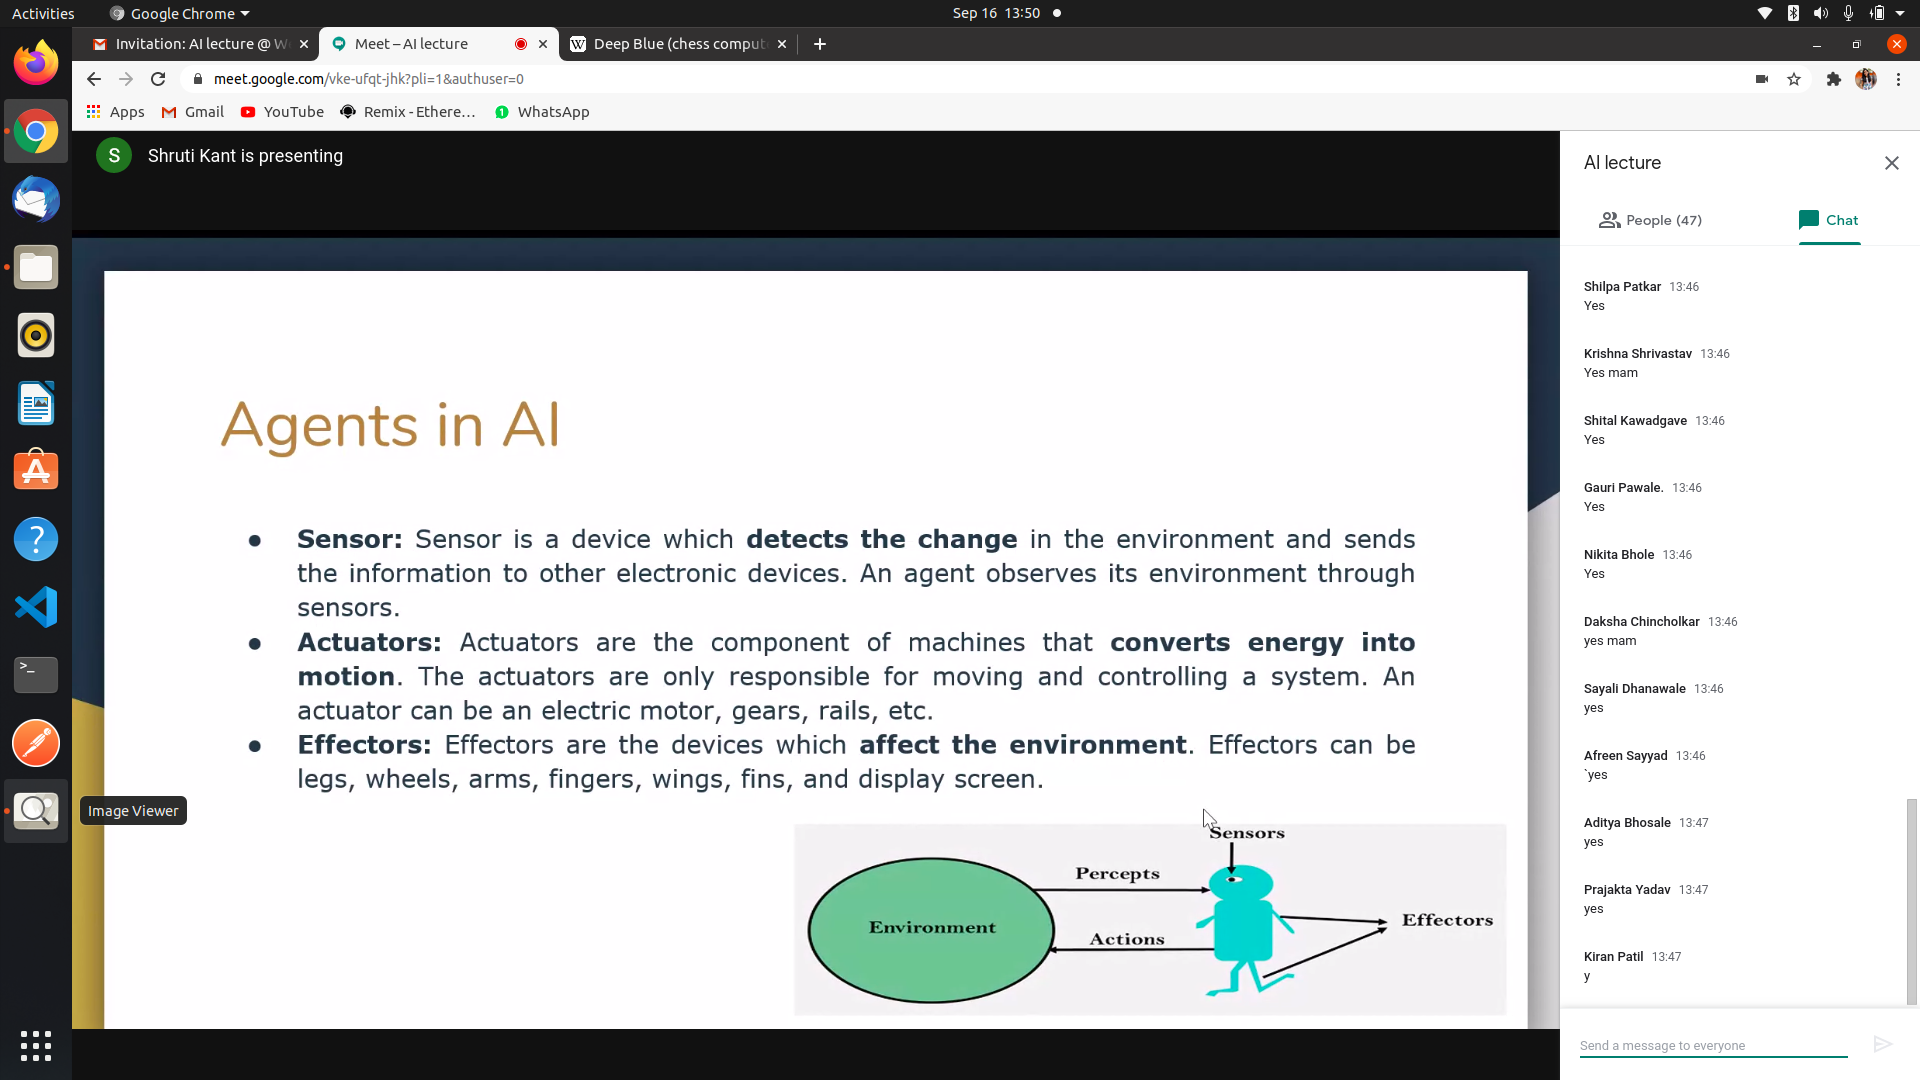 Activities
Google Chrome
Sep 16 13:50
Invitation: AI lecture @ W
Meet – AI lecture
Deep Blue (chess comput
meet.google.com/vke-ufqt-jhk?pli=1&authuser=0
Apps
Gmail
YouTube
Remix - Ethere…
WhatsApp
S
Shruti Kant is presenting
Agents in AI
● Sensor: Sensor is a device which detects the change in the environment and sends
the information to other electronic devices. An agent observes its environment through
sensors.
● Actuators: Actuators are the component of machines that converts energy into
motion. The actuators are only responsible for moving and controlling a system. An
actuator can be an electric motor, gears, rails, etc.
● Effectors: Effectors are the devices which affect the environment. Effectors can be
legs, wheels, arms, fingers, wings, fins, and display screen.
Image Viewer
Sensors
Percepts
Environment
Effectors
Actions
AI lecture
People (47)
Chat
Shilpa Patkar 13:46
Yes
Krishna Shrivastav 13:46
Yes mam
Shital Kawadgave 13:46
Yes
Gauri Pawale. 13:46
Yes
Nikita Bhole 13:46
Yes
Daksha Chincholkar 13:46
yes mam
Sayali Dhanawale 13:46
yes
Afreen Sayyad 13:46
`yes
Aditya Bhosale 13:47
yes
Prajakta Yadav 13:47
yes
Kiran Patil 13:47
y
Send a message to everyone